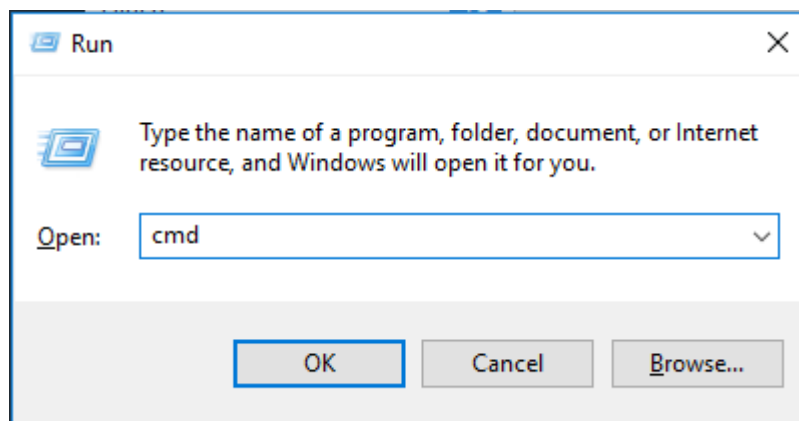 Run
Type the name of a program, folder, document, or Internet
resource, and Windows will open it for you.
Open: cmd
OK Cancel Browse...